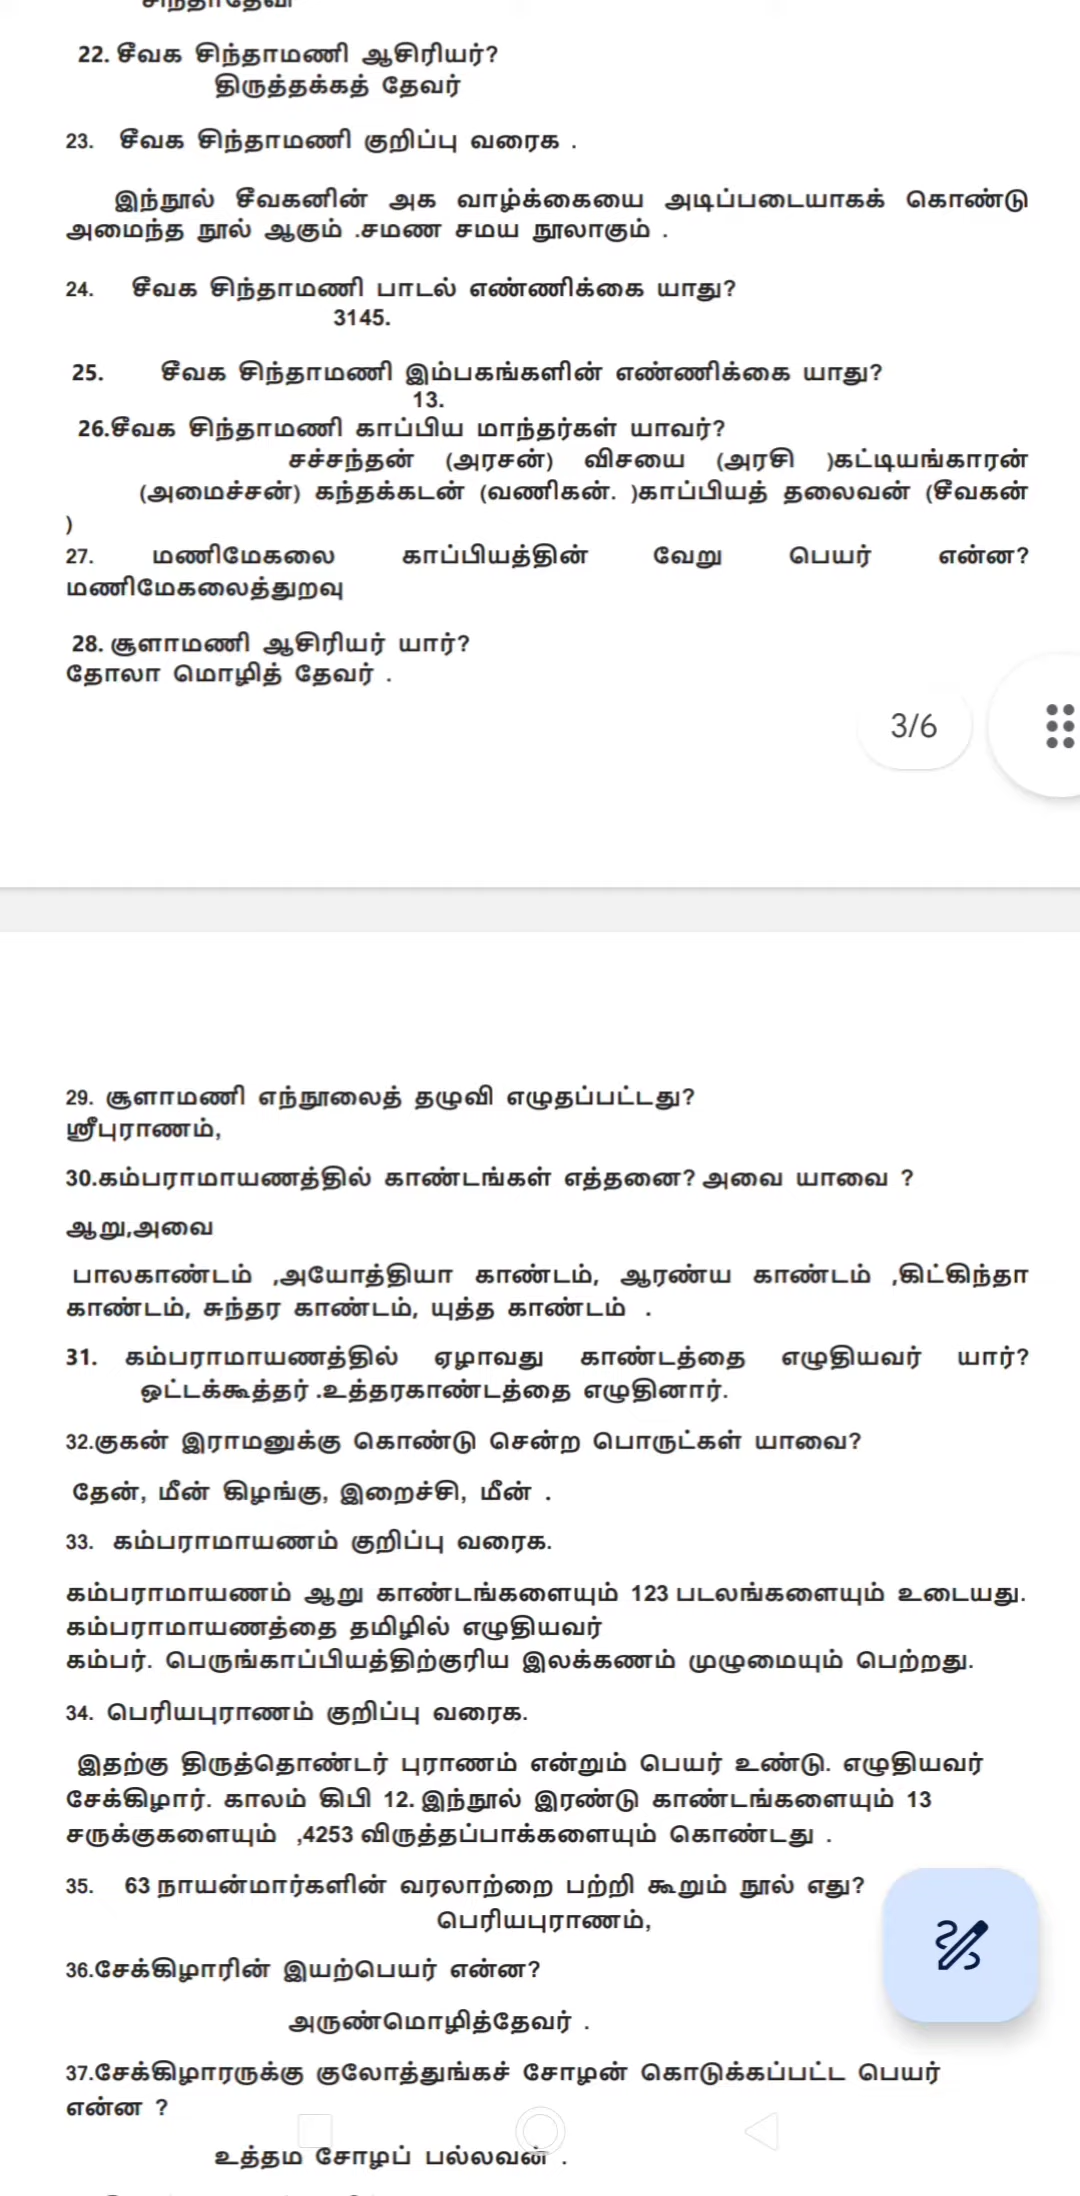 22. சீவக சிந்தாமணி ஆசிரியர்?
திருத்தக்கத் தேவர்
23. சீவக சிந்தாமணி குறிப்பு வரைக .
இந்நூல் சீவகனின் அக வாழ்க்கையை அடிப்படையாகக் கொண்டு
அமைந்த நூல் ஆகும் .சமண சமய நூலாகும் .
24. சீவக சிந்தாமணி பாடல் எண்ணிக்கை யாது?
3145.
25. சீவக சிந்தாமணி இம்பகங்களின் எண்ணிக்கை யாது?
13.
26.சீவக சிந்தாமணி காப்பிய மாந்தர்கள் யாவர்?
சச்சந்தன் (அரசன்) விசயை (அரசி )கட்டியங்காரன்
(அமைச்சன்) கந்தக்கடன் (வணிகன். )காப்பியத் தலைவன் (சீவகன்
)
27. மணிமேகலை காப்பியத்தின் வேறு பெயர் என்ன?
மணிமேகலைத்துறவு
28. சூளாமணி ஆசிரியர் யார்?
தோலா மொழித் தேவர் .
3/6
29. சூளாமணி எந்நூலைத் தழுவி எழுதப்பட்டது?
ஸ்ரீபுராணம்,
30.கம்பராமாயணத்தில் காண்டங்கள் எத்தனை? அவை யாவை ?
ஆறு,அவை
பாலகாண்டம் ,அயோத்தியா காண்டம், ஆரண்ய காண்டம் ,கிட்கிந்தா
காண்டம், சுந்தர காண்டம், யுத்த காண்டம் .
31. கம்பராமாயணத்தில் ஏழாவது காண்டத்தை எழுதியவர் யார்?
ஒட்டக்கூத்தர் .உத்தரகாண்டத்தை எழுதினார்.
32.குகன் இராமனுக்கு கொண்டு சென்ற பொருட்கள் யாவை?
தேன், மீன் கிழங்கு, இறைச்சி, மீன் .
33. கம்பராமாயணம் குறிப்பு வரைக.
கம்பராமாயணம் ஆறு காண்டங்களையும் 123 படலங்களையும் உடையது.
கம்பராமாயணத்தை தமிழில் எழுதியவர்
கம்பர். பெருங்காப்பியத்திற்குரிய இலக்கணம் முழுமையும் பெற்றது.
34. பெரியபுராணம் குறிப்பு வரைக.
இதற்கு திருத்தொண்டர் புராணம் என்றும் பெயர் உண்டு. எழுதியவர்
சேக்கிழார். காலம் கிபி 12. இந்நூல் இரண்டு காண்டங்களையும் 13
சருக்குகளையும் ,4253 விருத்தப்பாக்களையும் கொண்டது .
35. 63 நாயன்மார்களின் வரலாற்றை பற்றி கூறும் நூல் எது?
பெரியபுராணம்,
36.சேக்கிழாரின் இயற்பெயர் என்ன?
அருண்மொழித்தேவர் .
37.சேக்கிழாரருக்கு குலோத்துங்கச் சோழன் கொடுக்கப்பட்ட பெயர்
என்ன ?
உத்தம சோழப் பல்லவன் .